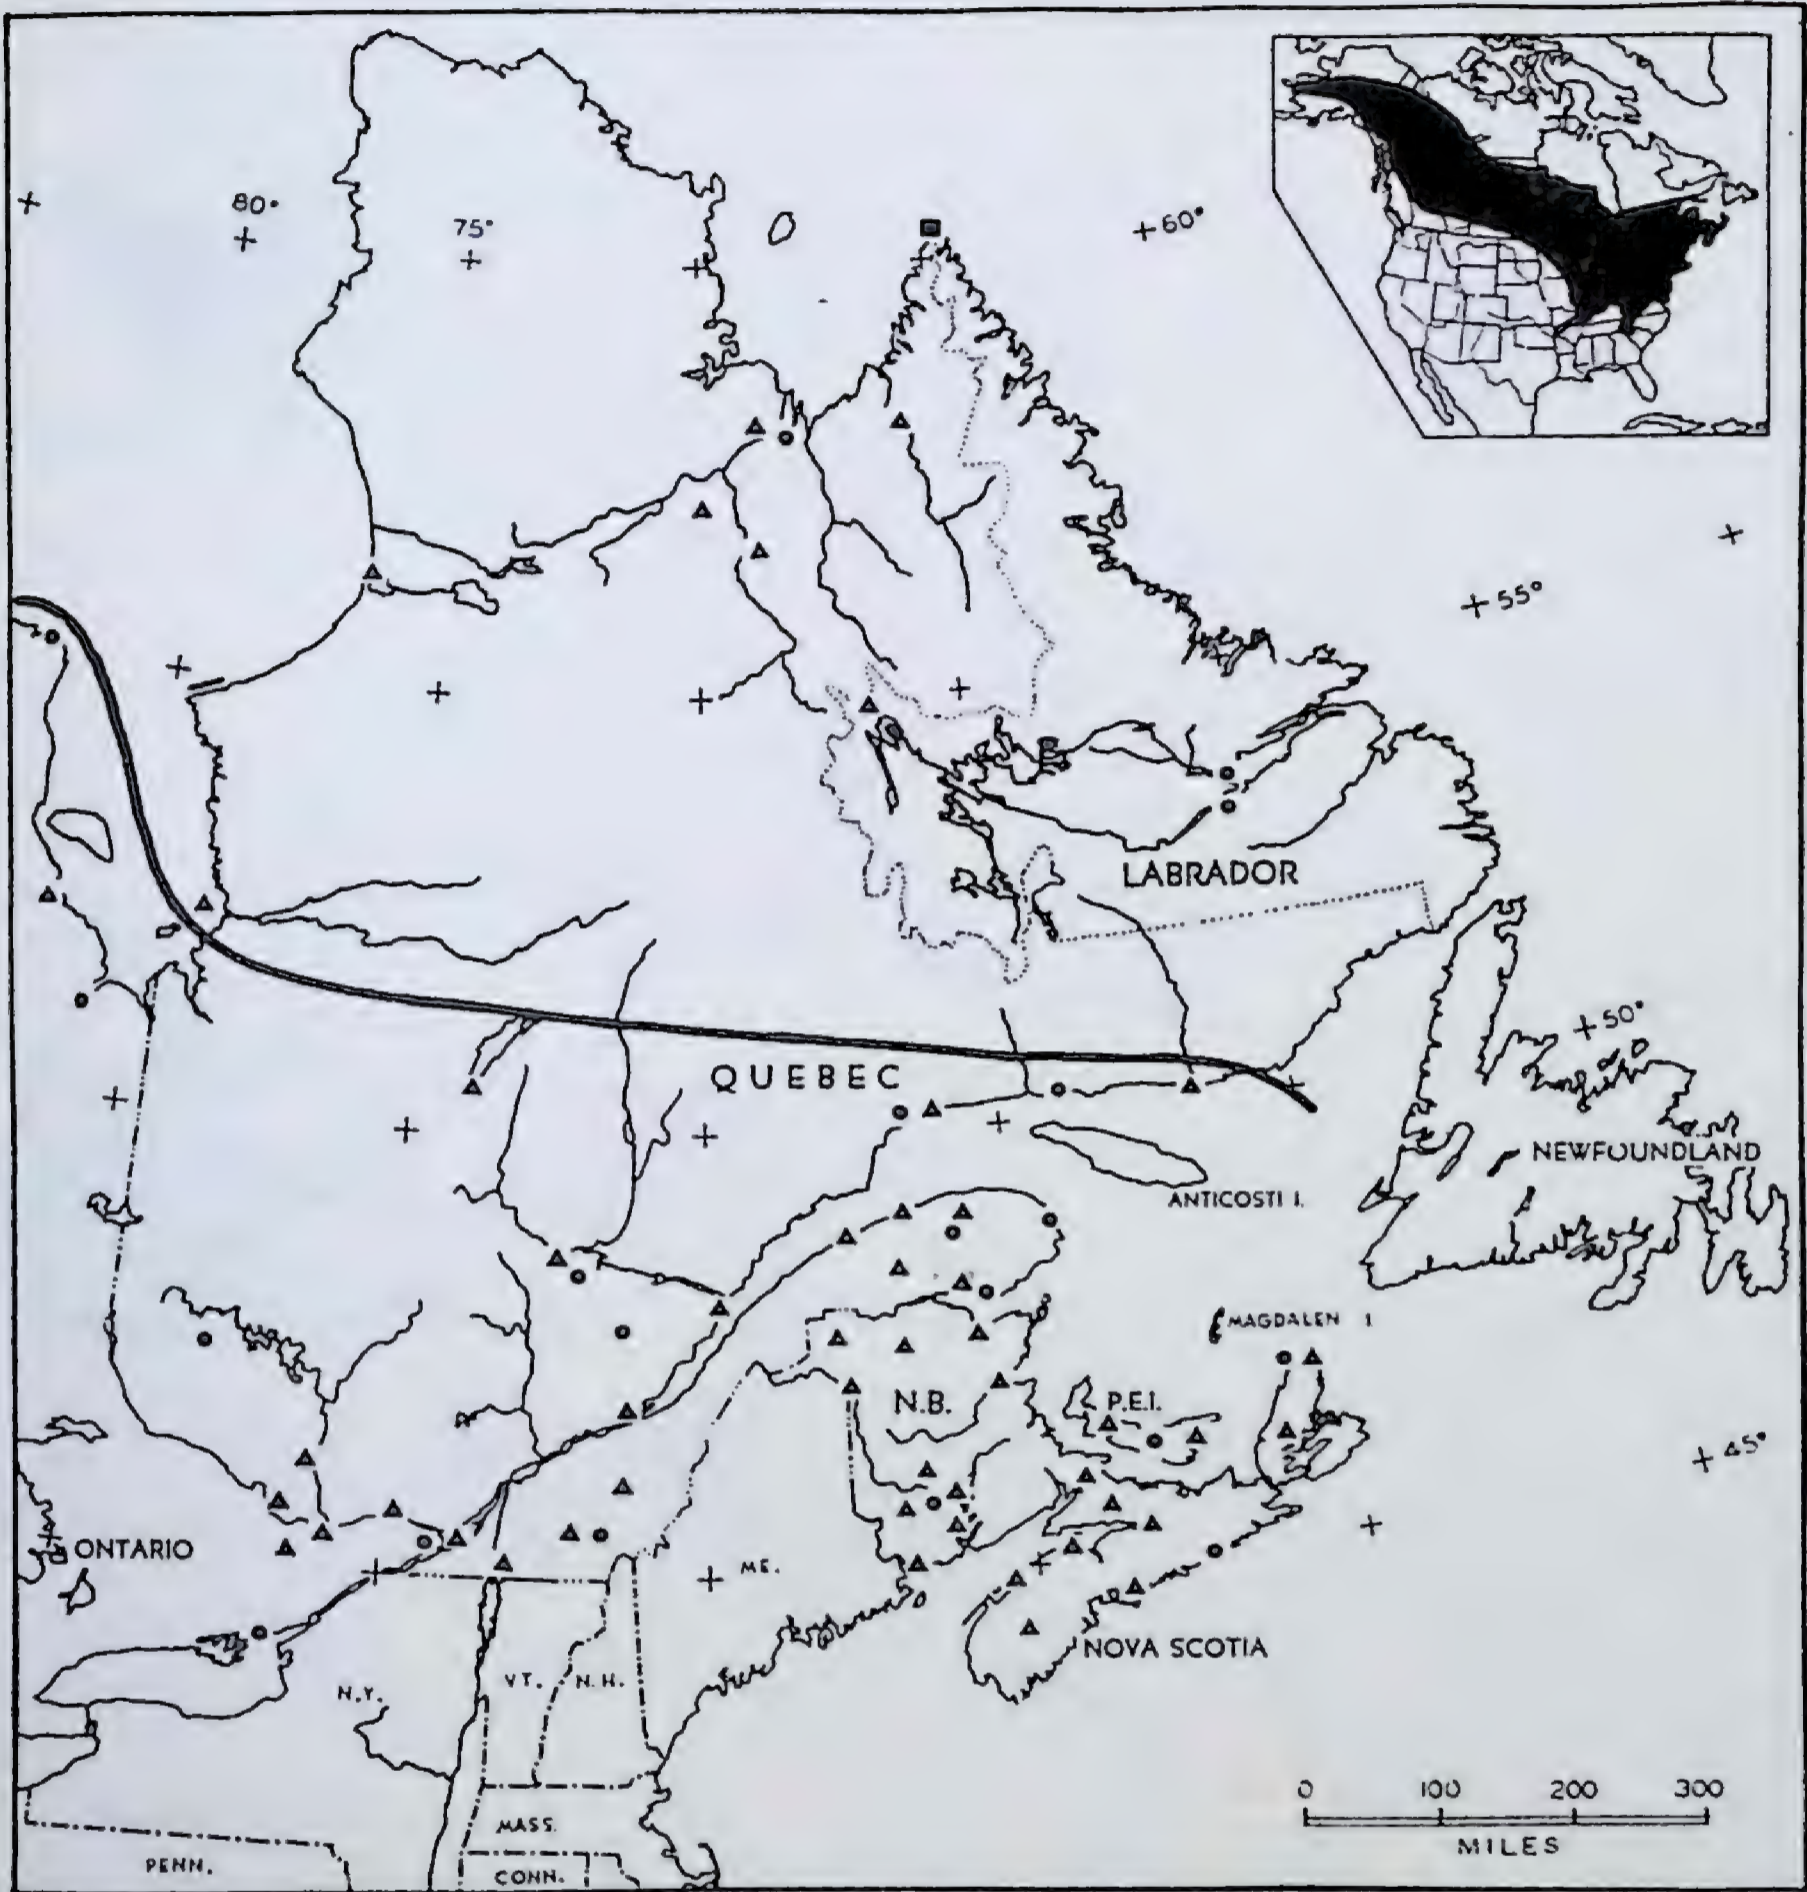 80°
75°
60°
55°
LABRADOR
50°
QUEBEC
NEWFOUNDLAND
ANTICOSTI I.
MAGDALEN I
N.B.
P.E.I.
45°
ONTARIO
ME.
NOVA SCOTIA
N.Y.
VT.
N.H.
0 100 200 300
MILES
MASS.
PENN.
CONN.